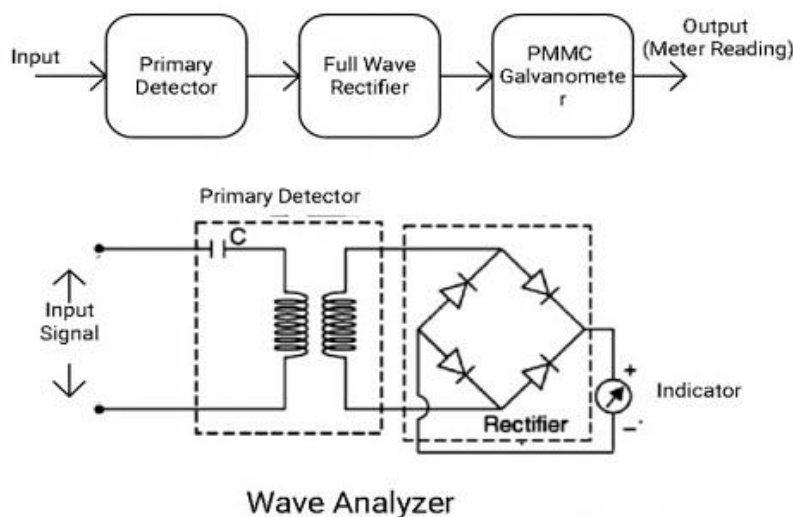 Input
Primary
Detector
Full Wave
Rectifier
PMMC
Galvanomete
r
Output
(Meter Reading)
Primary Detector
C
Input
Signal
+
Indicator
Rectifier
−
Wave Analyzer